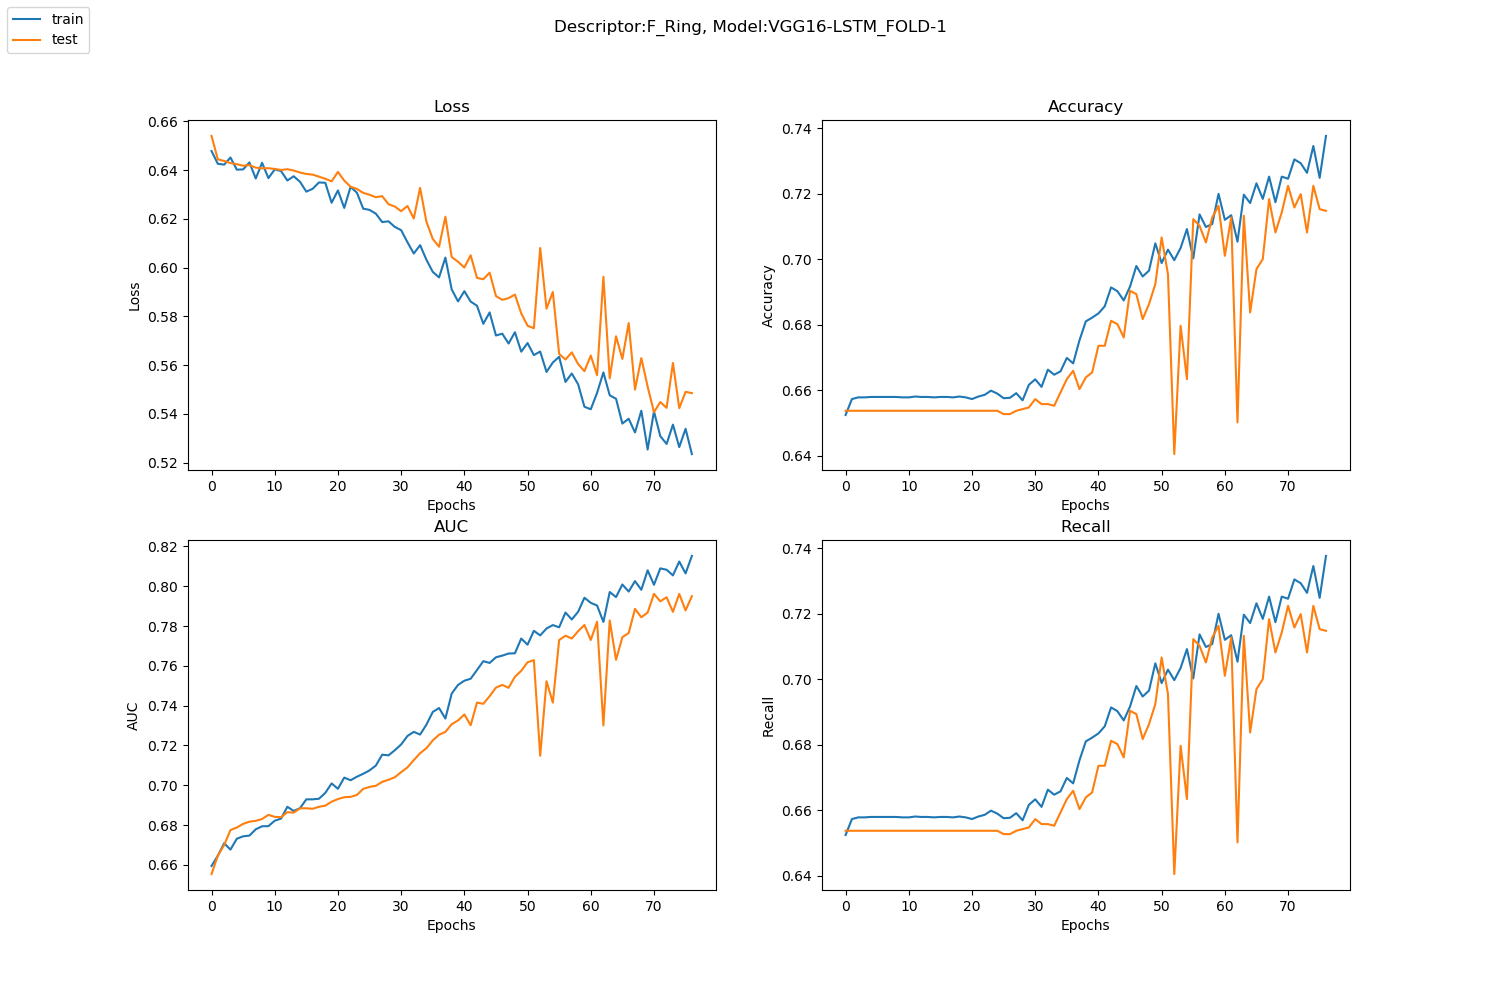 train
test
Descriptor:F_Ring, Model:VGG16-LSTM_FOLD-1
Loss
0.66
0.64
0.62
0.60
0.58
0.56
0.54
0.52
Loss
0 10 20 30 40 50 60 70
Epochs
Accuracy
0.74
0.72
0.70
0.68
0.66
0.64
Accuracy
0 10 20 30 40 50 60 70
Epochs
AUC
0.82
0.80
0.78
0.76
0.74
0.72
0.70
0.68
0.66
AUC
0 10 20 30 40 50 60 70
Epochs
Recall
0.74
0.72
0.70
0.68
0.66
0.64
Recall
0 10 20 30 40 50 60 70
Epochs